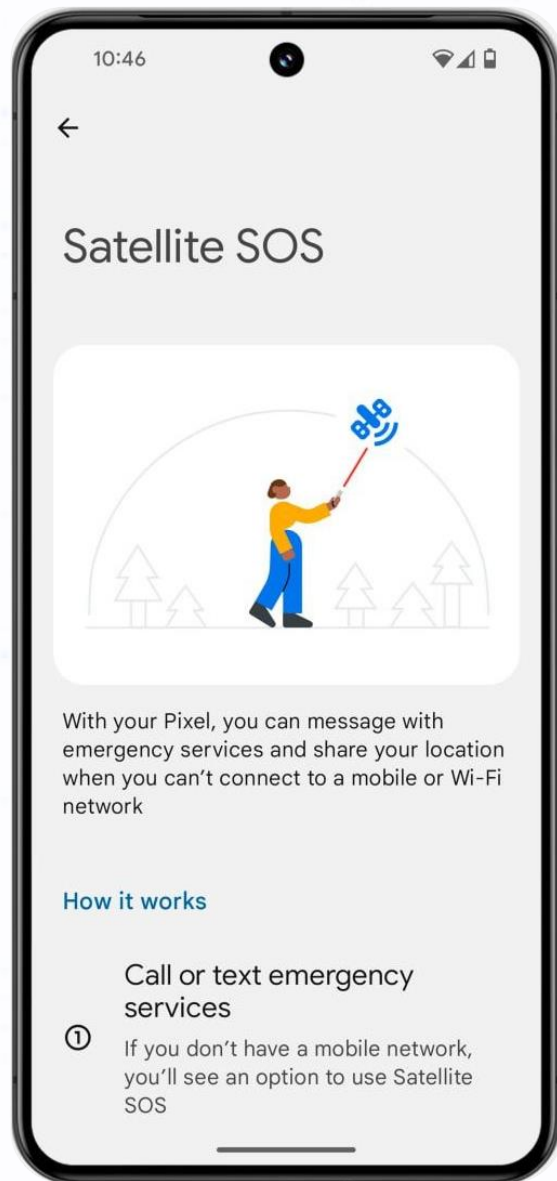 10:46
Satellite SOS
With your Pixel, you can message with
emergency services and share your location
when you can’t connect to a mobile or Wi-Fi
network
How it works
Call or text emergency
services
1
If you don’t have a mobile network,
you’ll see an option to use Satellite
SOS